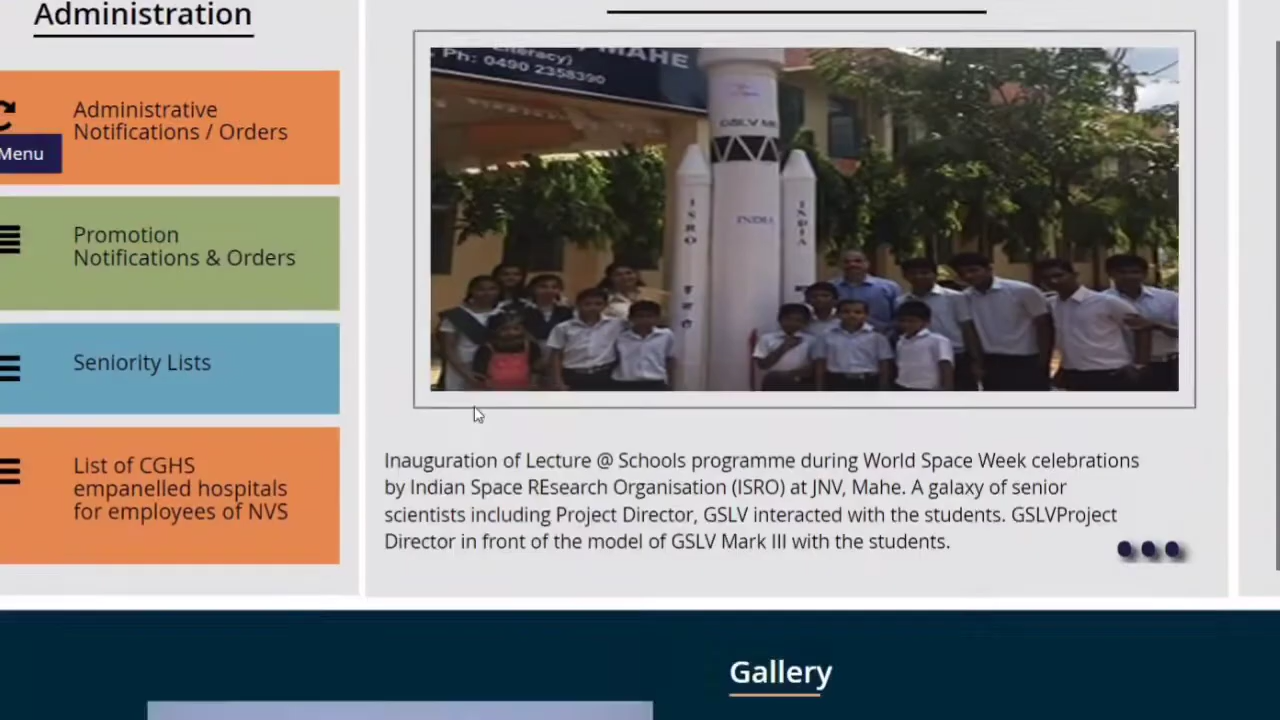 Administration
Administrative
Notifications / Orders
Menu
Promotion
Notifications & Orders
Seniority Lists
List of CGHS
empanelled hospitals
for employees of NVS
MAHE
Literacy)
Ph: 0490 2358390
GSLV
ISRO
INDIA
INDIA
Inauguration of Lecture @ Schools programme during World Space Week celebrations
by Indian Space REsearch Organisation (ISRO) at JNV, Mahe. A galaxy of senior
scientists including Project Director, GSLV interacted with the students. GSLVProject
Director in front of the model of GSLV Mark III with the students.
Gallery